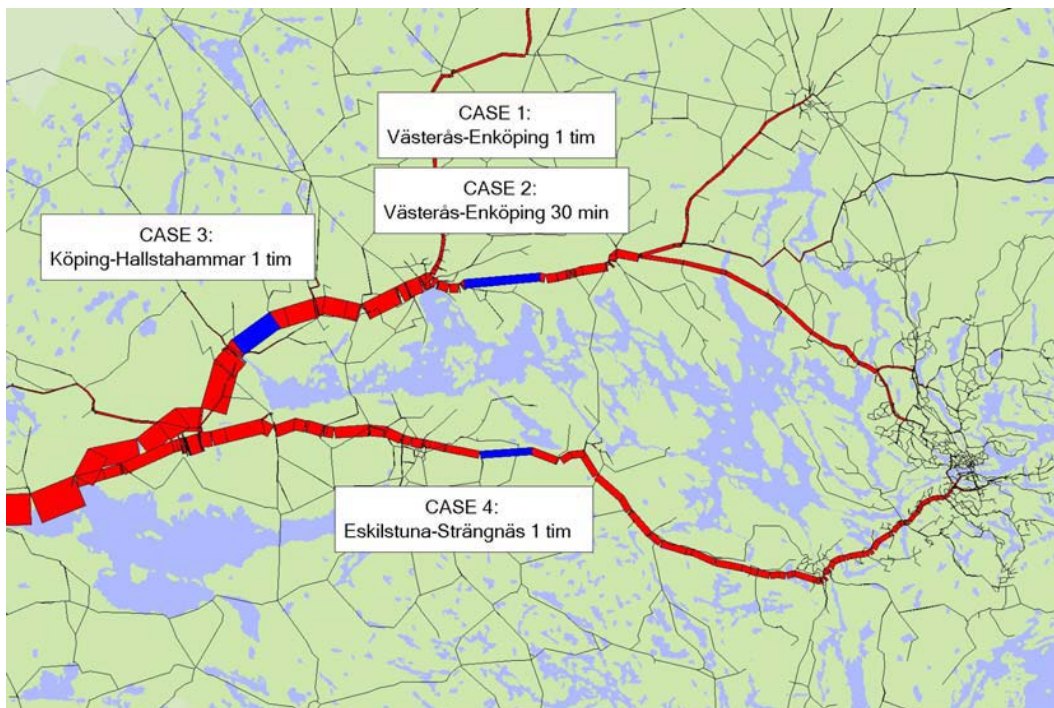 CASE 1:
Västerås-Enköping 1 tim
CASE 2:
Västerås-Enköping 30 min
CASE 3:
Köping-Hallstahammar 1 tim
CASE 4:
Eskilstuna-Strängnäs 1 tim